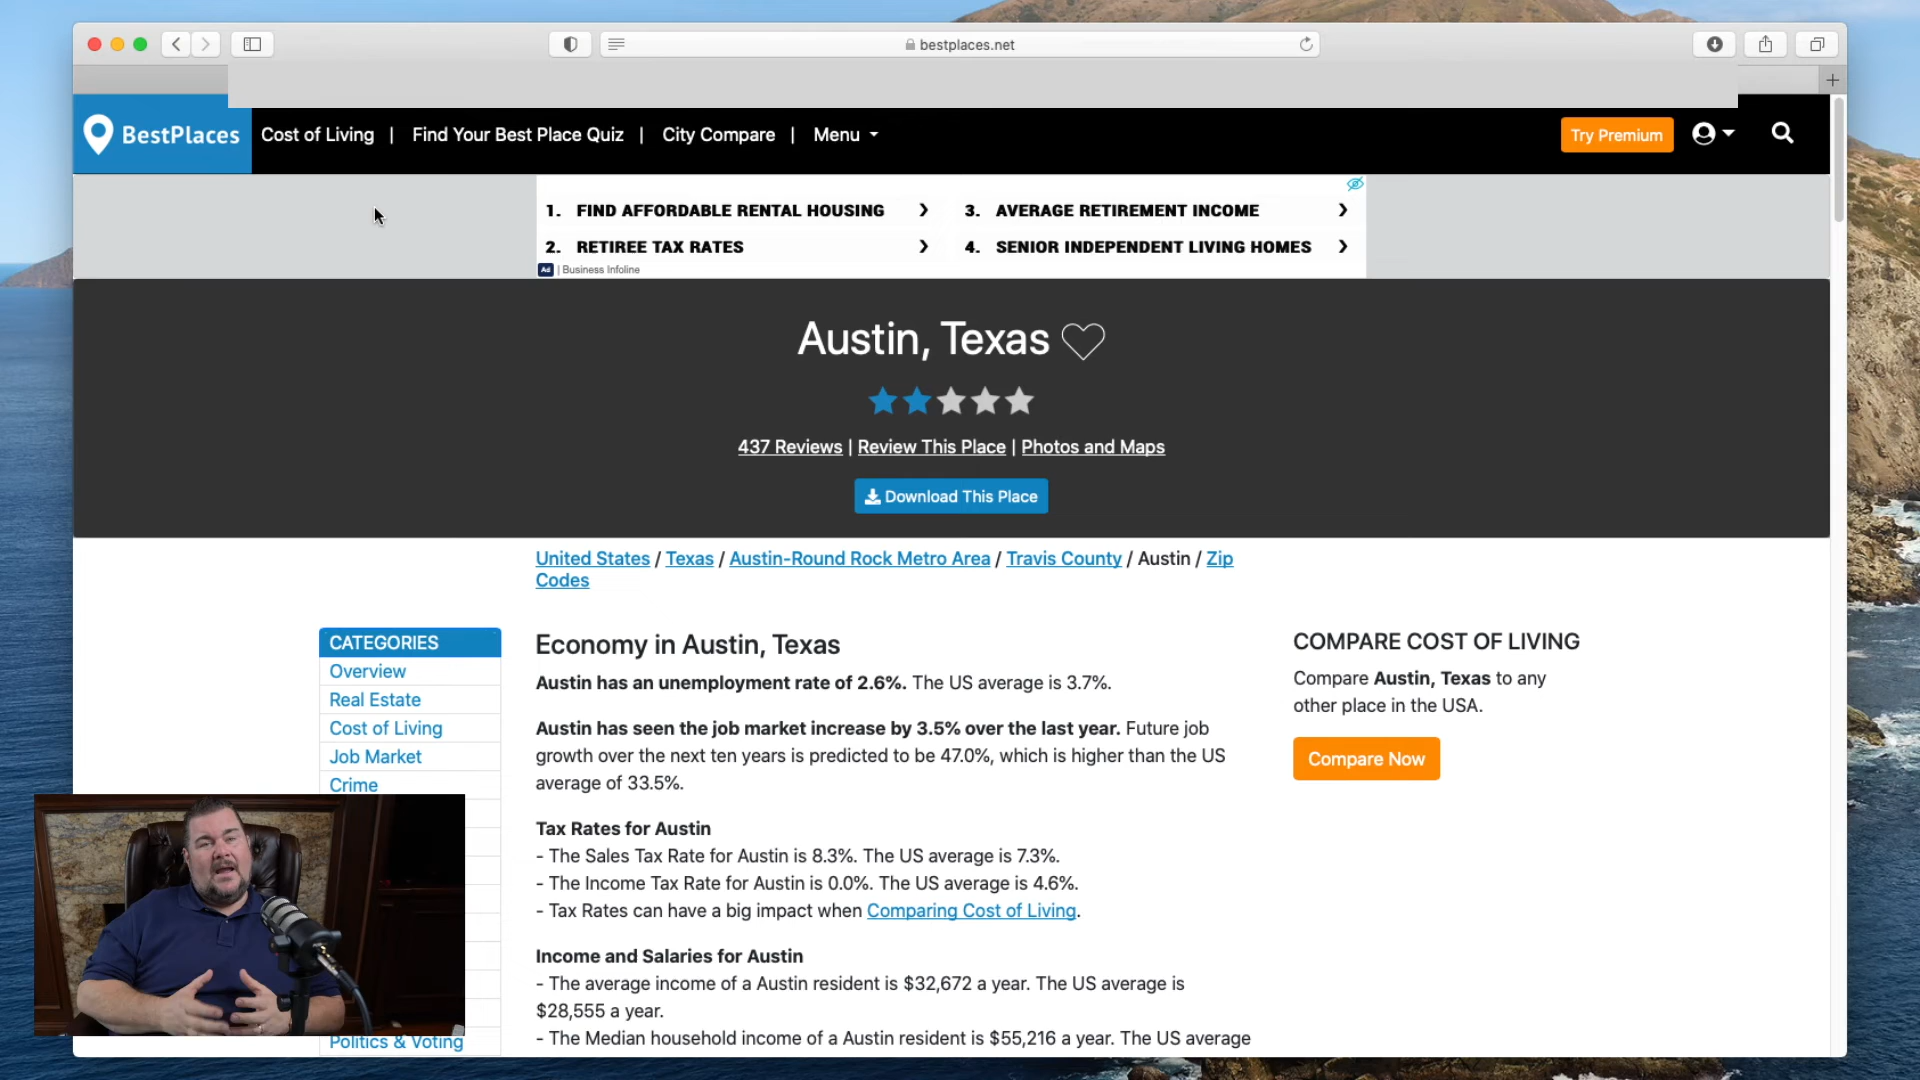 bestplaces.net
BestPlaces
Cost of Living | Find Your Best Place Quiz | City Compare | Menu
Try Premium
1. FIND AFFORDABLE RENTAL HOUSING
3. AVERAGE RETIREMENT INCOME
2. RETIREE TAX RATES
4. SENIOR INDEPENDENT LIVING HOMES
Ad | Business Infoline
Austin, Texas
437 Reviews | Review This Place | Photos and Maps
Download This Place
United States / Texas / Austin-Round Rock Metro Area / Travis County / Austin / Zip
Codes
CATEGORIES
Overview
Real Estate
Cost of Living
Job Market
Crime
Politics & Voting
Economy in Austin, Texas
Austin has an unemployment rate of 2.6%. The US average is 3.7%.
Austin has seen the job market increase by 3.5% over the last year. Future job
growth over the next ten years is predicted to be 47.0%, which is higher than the US
average of 33.5%.
Tax Rates for Austin
- The Sales Tax Rate for Austin is 8.3%. The US average is 7.3%.
- The Income Tax Rate for Austin is 0.0%. The US average is 4.6%.
- Tax Rates can have a big impact when Comparing Cost of Living.
Income and Salaries for Austin
- The average income of a Austin resident is $32,672 a year. The US average is
$28,555 a year.
- The Median household income of a Austin resident is $55,216 a year. The US average
COMPARE COST OF LIVING
Compare Austin, Texas to any
other place in the USA.
Compare Now